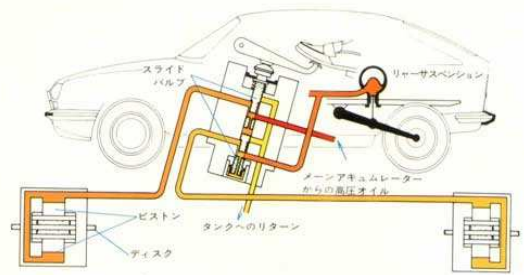 スライド
バルブ
リャーサスペンション
メーンアキュムレーター
からの高圧オイル
タンクへのリターン
ピストン
ディスク